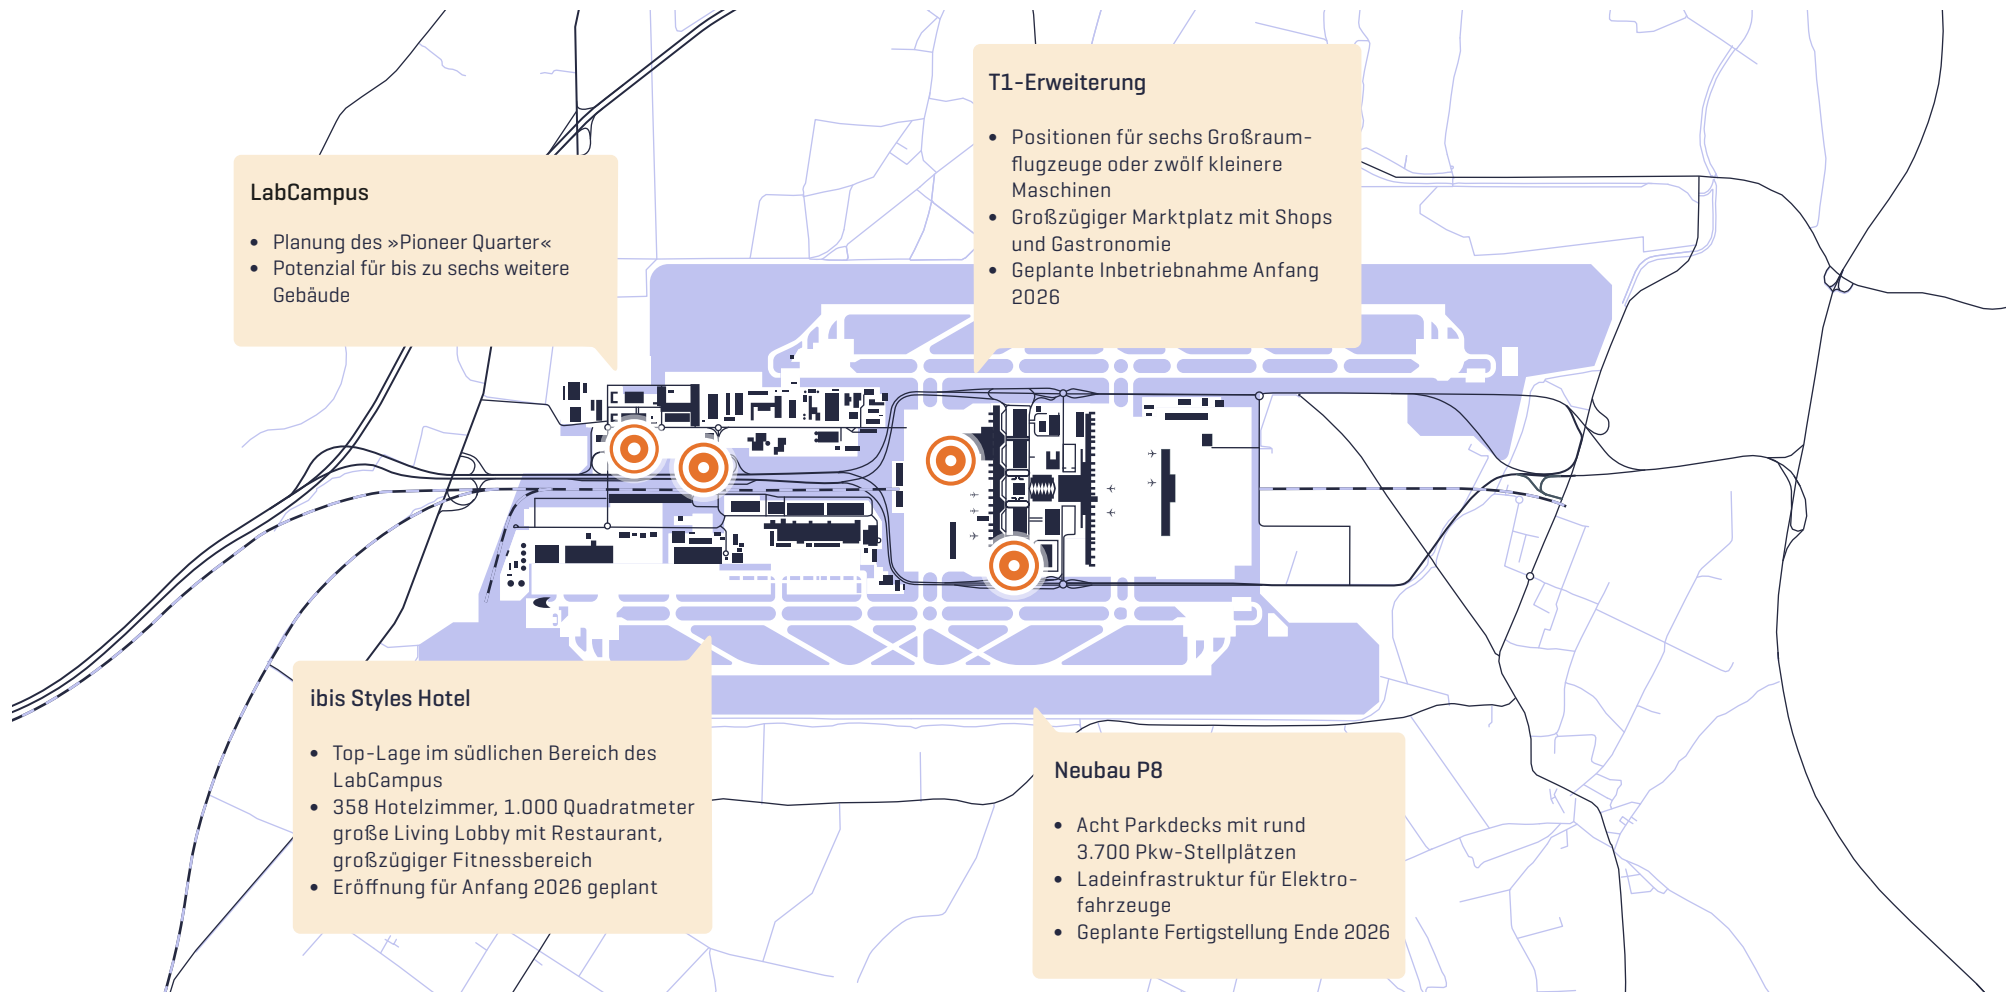 LabCampus
• Planung des »Pioneer Quarter«
• Potenzial für bis zu sechs weitere
Gebäude
T1-Erweiterung
• Positionen für sechs Großraum-
flugzeuge oder zwölf kleinere
Maschinen
• Großzügiger Marktplatz mit Shops
und Gastronomie
• Geplante Inbetriebnahme Anfang
2026
ibis Styles Hotel
• Top-Lage im südlichen Bereich des
LabCampus
• 358 Hotelzimmer, 1.000 Quadratmeter
große Living Lobby mit Restaurant,
großzügiger Fitnessbereich
• Eröffnung für Anfang 2026 geplant
Neubau P8
• Acht Parkdecks mit rund
3.700 Pkw-Stellplätzen
• Ladeinfrastruktur für Elektro-
fahrzeuge
• Geplante Fertigstellung Ende 2026